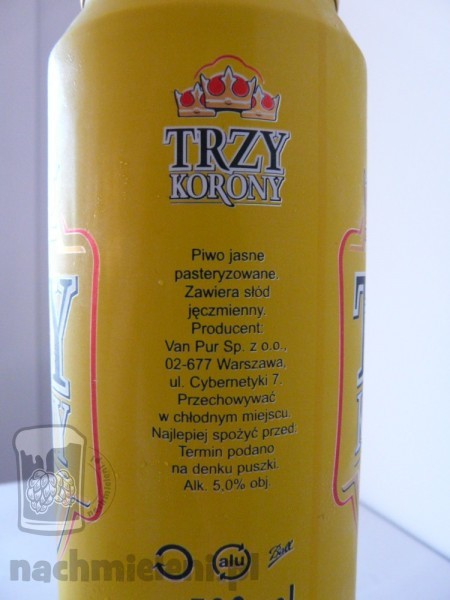 TRZY
KORONY
Piwo jasne
pasteryzowane.
Zawiera słód
jęczmienny.
Producent:
Van Pur Sp. z o.o.,
02-677 Warszawa,
ul. Cybernetyki 7.
Przechowywać
w chłodnym miejscu.
Najlepiej spożyć przed:
Termin podano
na denku puszki.
Alk. 5,0% obj.
alu
nachmieleni.pl